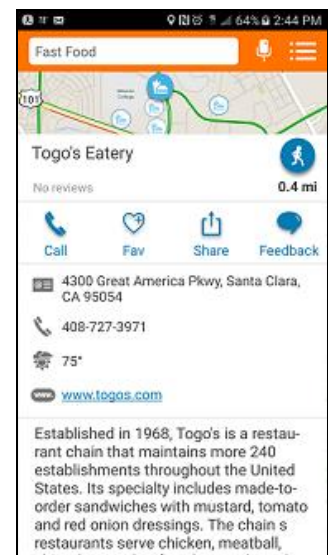 64% 2:44 PM
Fast Food
101
Togo's Eatery
No reviews
0.4 mi
Call Fav Share Feedback
4300 Great America Pkwy, Santa Clara,
CA 95054
408-727-3971
75°
www.togos.com
Established in 1968, Togo's is a restau-
rant chain that maintains more 240
establishments throughout the United
States. Its specialty includes made-to-
order sandwiches with mustard, tomato
and red onion dressings. The chain s
restaurants serve chicken, meatball,